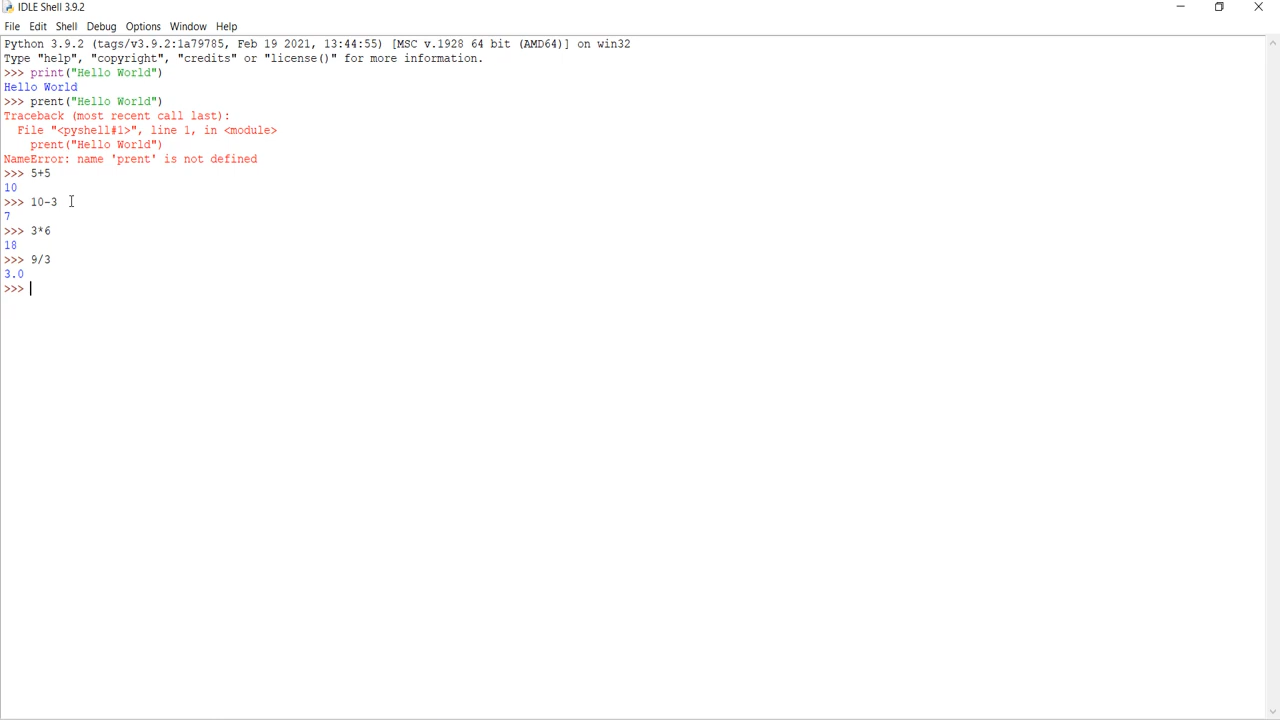 IDLE Shell 3.9.2
File Edit Shell Debug Options Window Help
Python 3.9.2 (tags/v3.9.2:1a79785, Feb 19 2021, 13:44:55) [MSC v.1928 64 bit (AMD64)] on win32
Type "help", "copyright", "credits" or "license()" for more information.
>>> print("Hello World")
Hello World
>>> prent("Hello World")
Traceback (most recent call last):
  File "<pyshell#1>", line 1, in <module>
    prent("Hello World")
NameError: name 'prent' is not defined
>>> 5+5
10
>>> 10-3
7
>>> 3*6
18
>>> 9/3
3.0
>>>